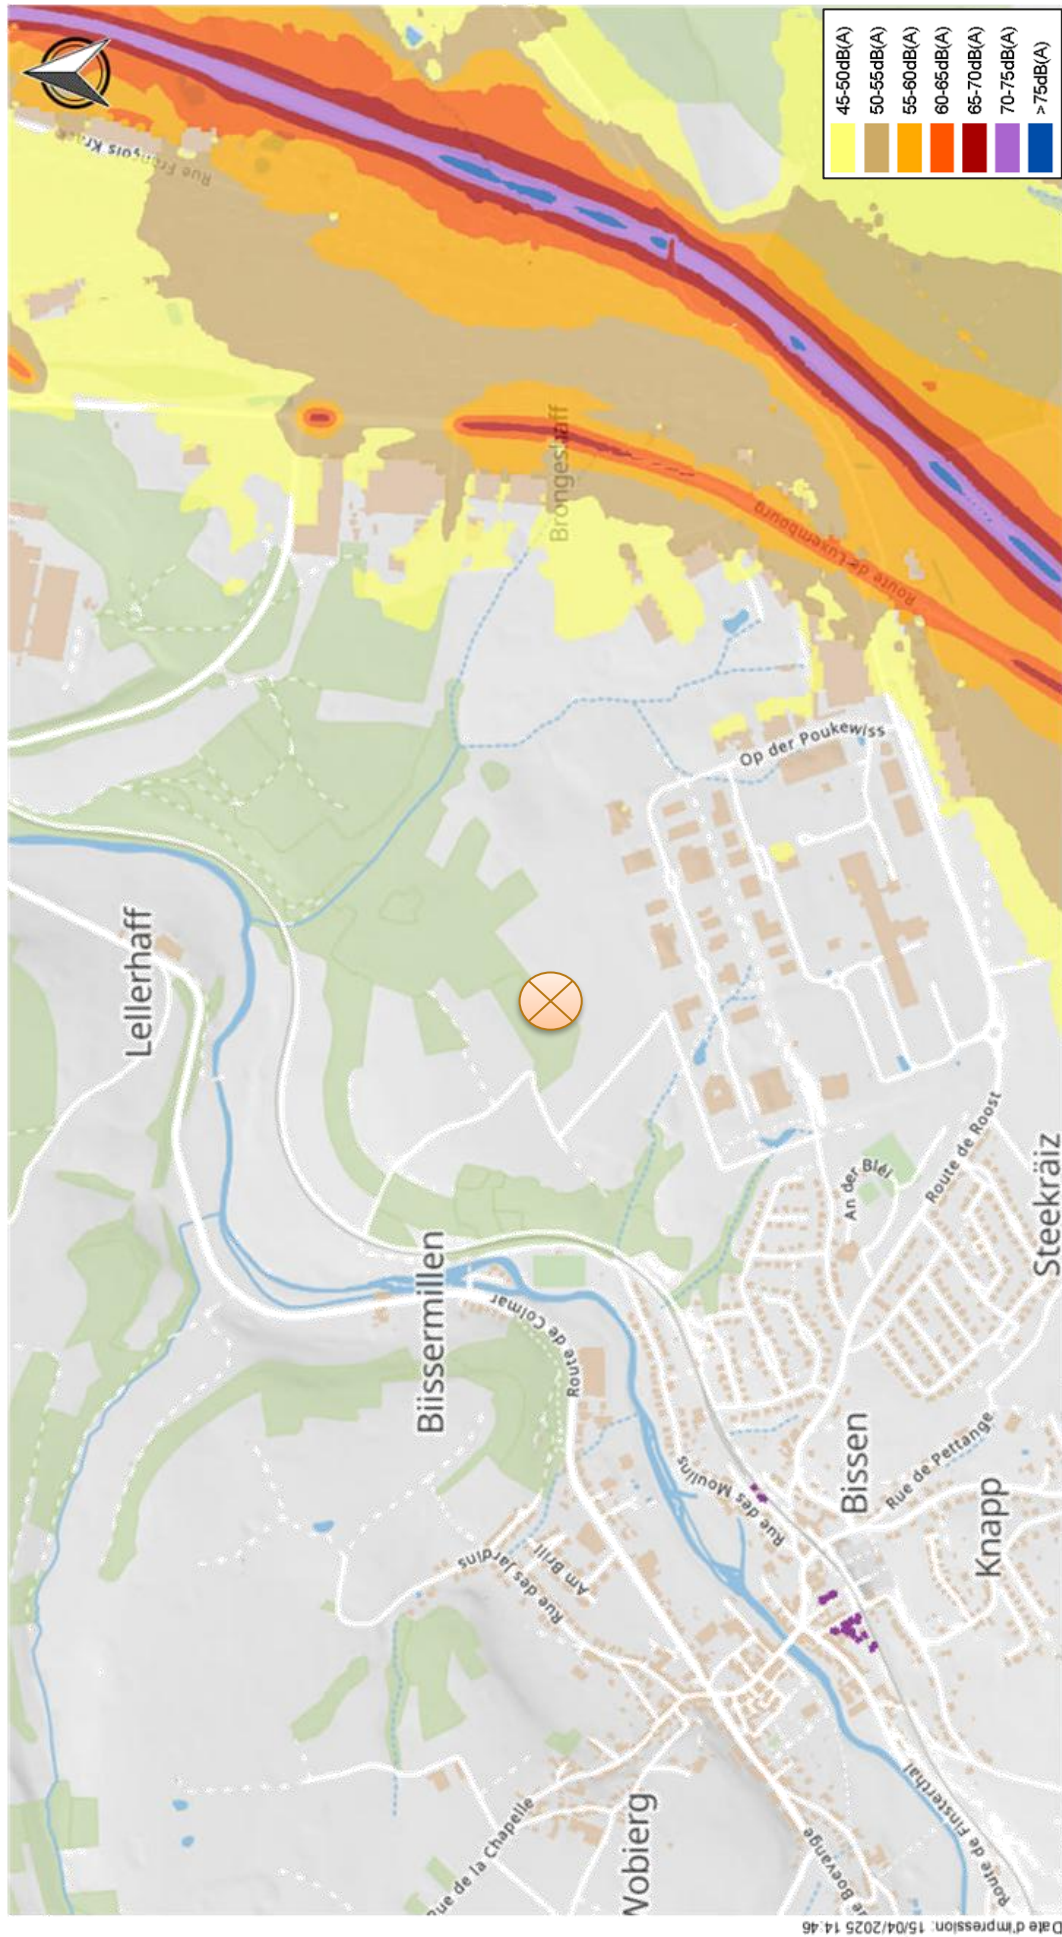 45-50dB(A)
50-55dB(A)
55-60dB(A)
60-65dB(A)
65-70dB(A)
70-75dB(A)
>75dB(A)
Rue François Kr
Brongeshaff
Route de Luxembourg
Op der Poukewiss
Lellerhaff
Biissermillen
Route de Colmar
An der Bléi
Route de Roost
Steekräiz
Rue des Moulins
Bissen
Rue de Pettange
Knapp
Rue des Jardins
Am Brill
Rue de la Chapelle
Wobierg
Boevange
Route de Finsterthal
Route
Date d'impression: 15/04/2025 14:46